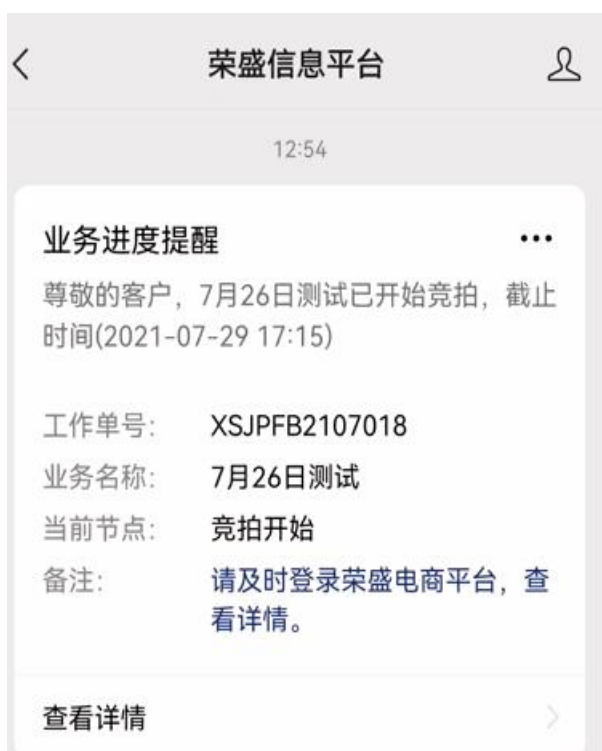 荣盛信息平台
12:54
业务进度提醒
尊敬的客户，7月26日测试已开始竞拍，截止
时间(2021-07-29 17:15)
工作单号: XSJPFB2107018
业务名称: 7月26日测试
当前节点: 竞拍开始
备注: 请及时登录荣盛电商平台，查
看详情。
查看详情